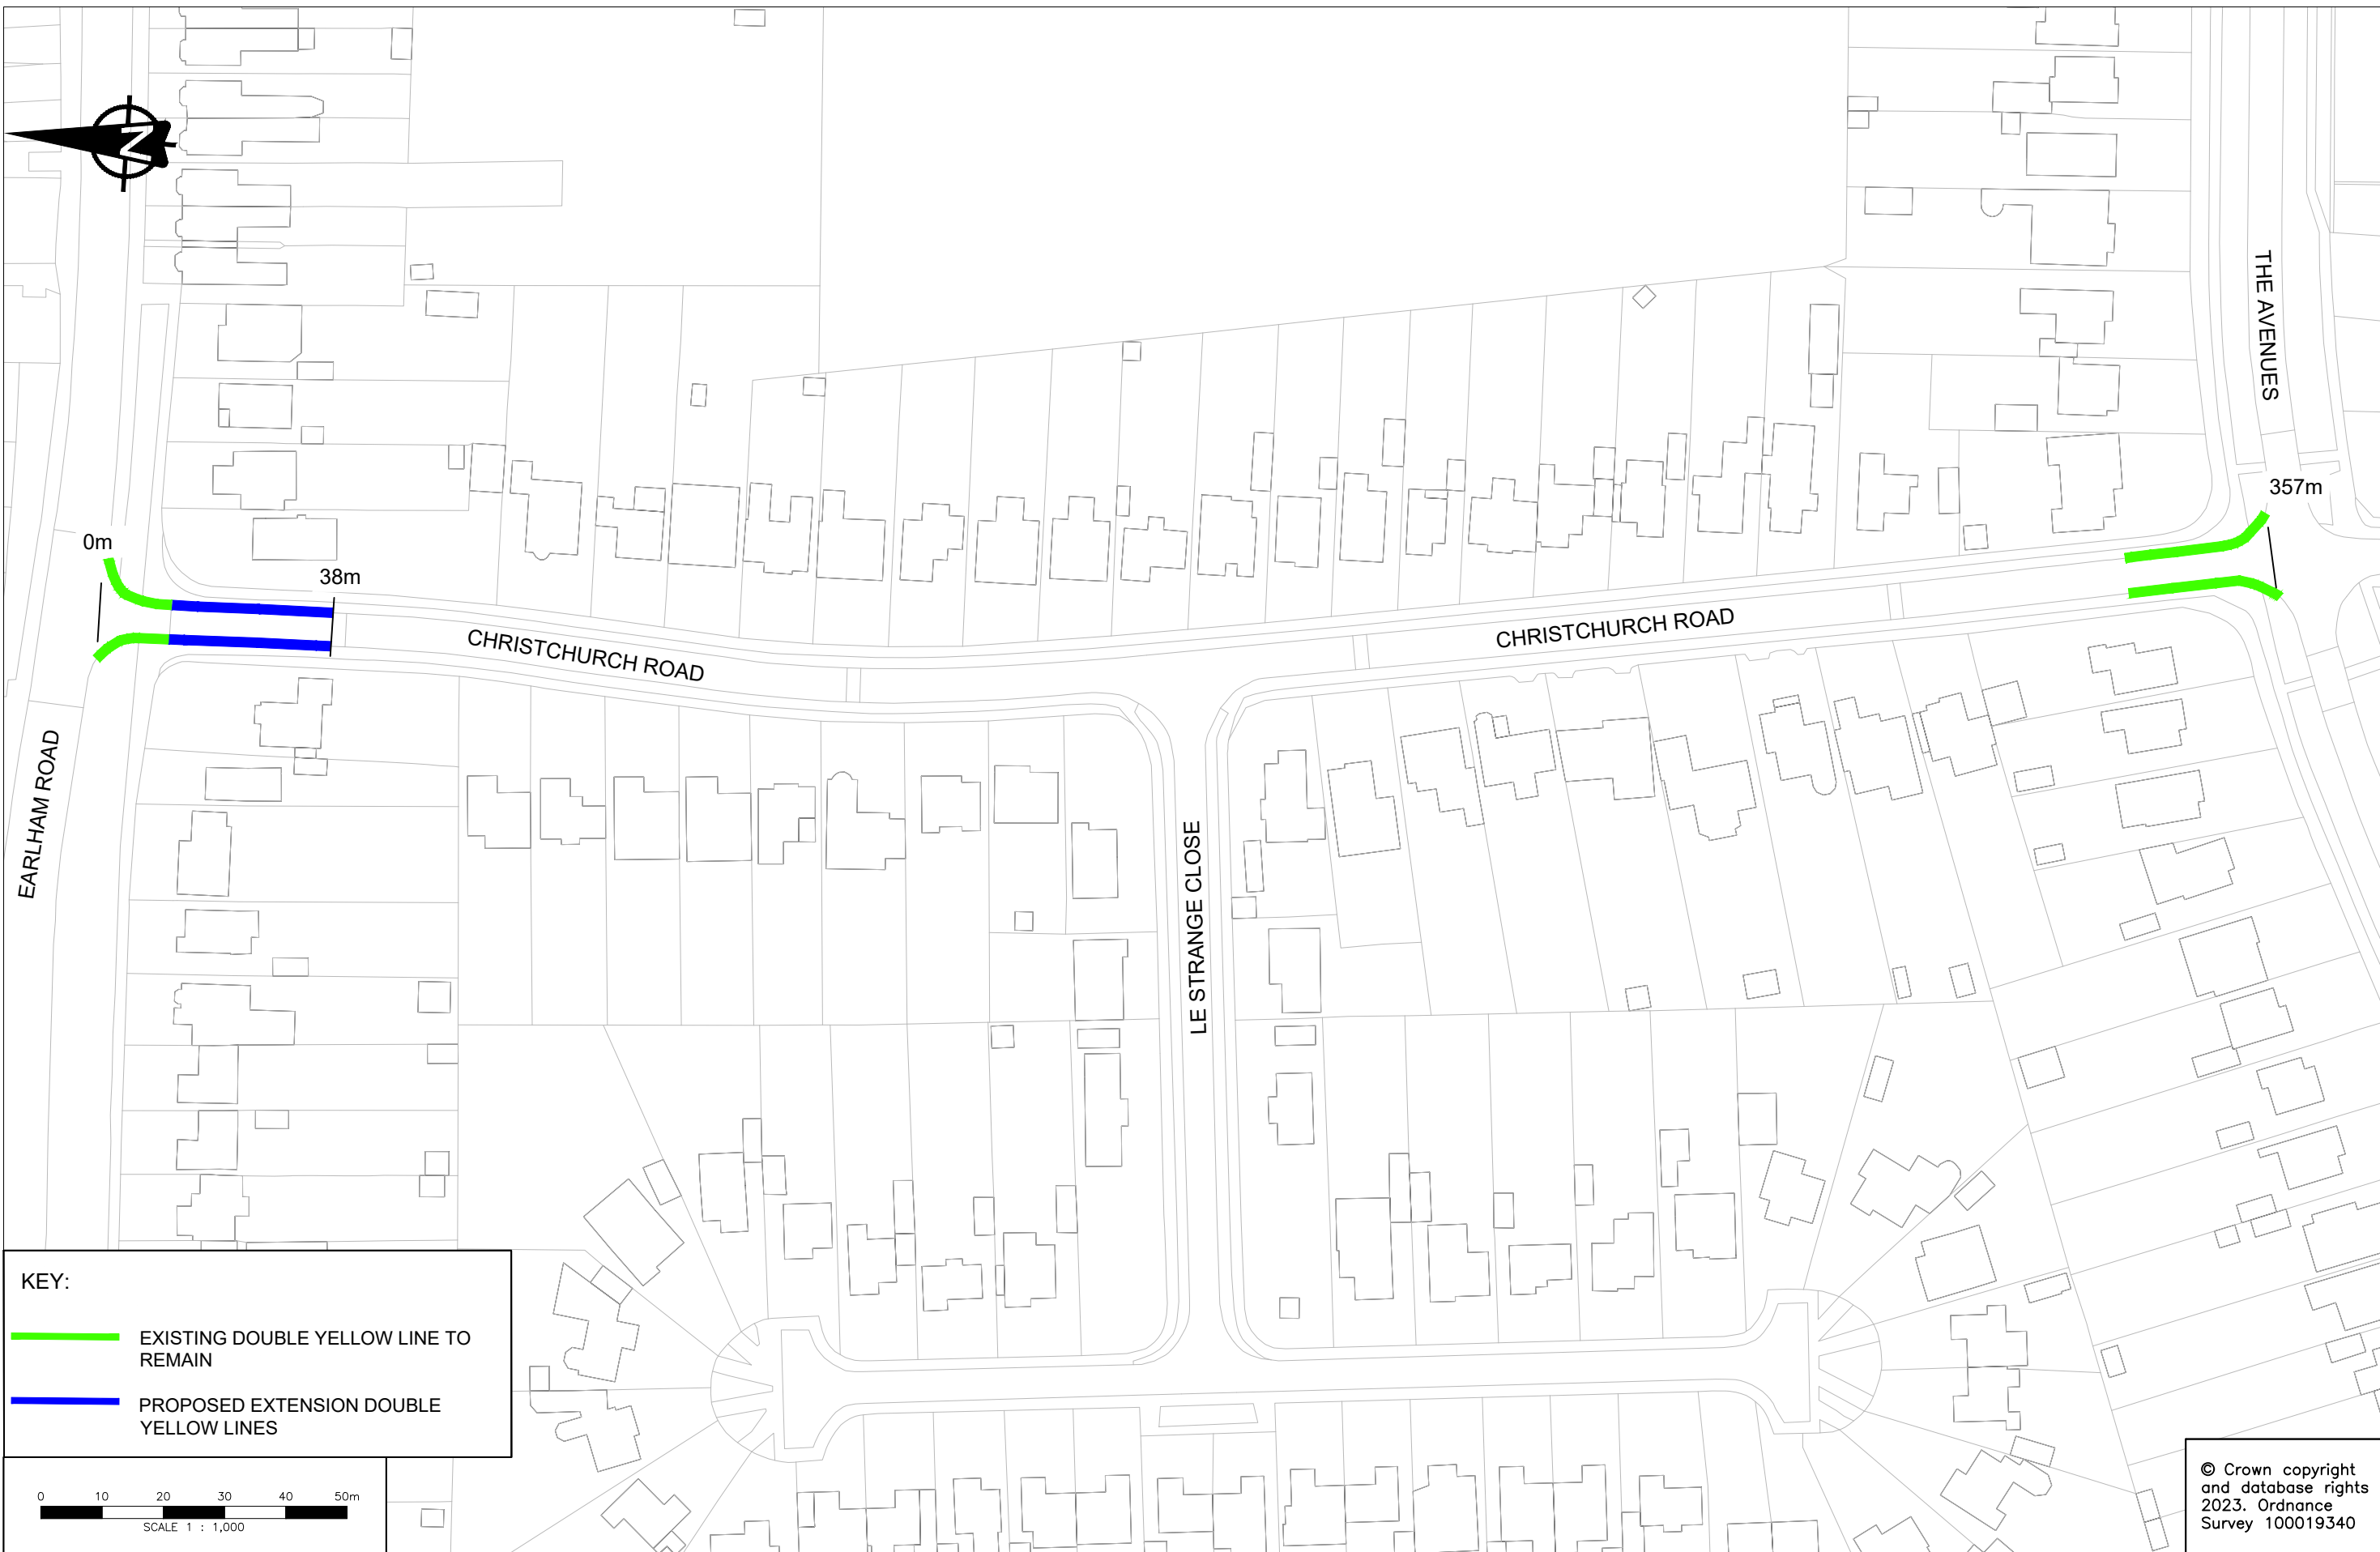 N
THE AVENUES
357m
0m
38m
CHRISTCHURCH ROAD
CHRISTCHURCH ROAD
EARLHAM ROAD
LE STRANGE CLOSE
KEY:
EXISTING DOUBLE YELLOW LINE TO
REMAIN
PROPOSED EXTENSION DOUBLE
YELLOW LINES
0 10 20 30 40 50m
SCALE 1 : 1,000
© Crown copyright
and database rights
2023. Ordnance
Survey 100019340